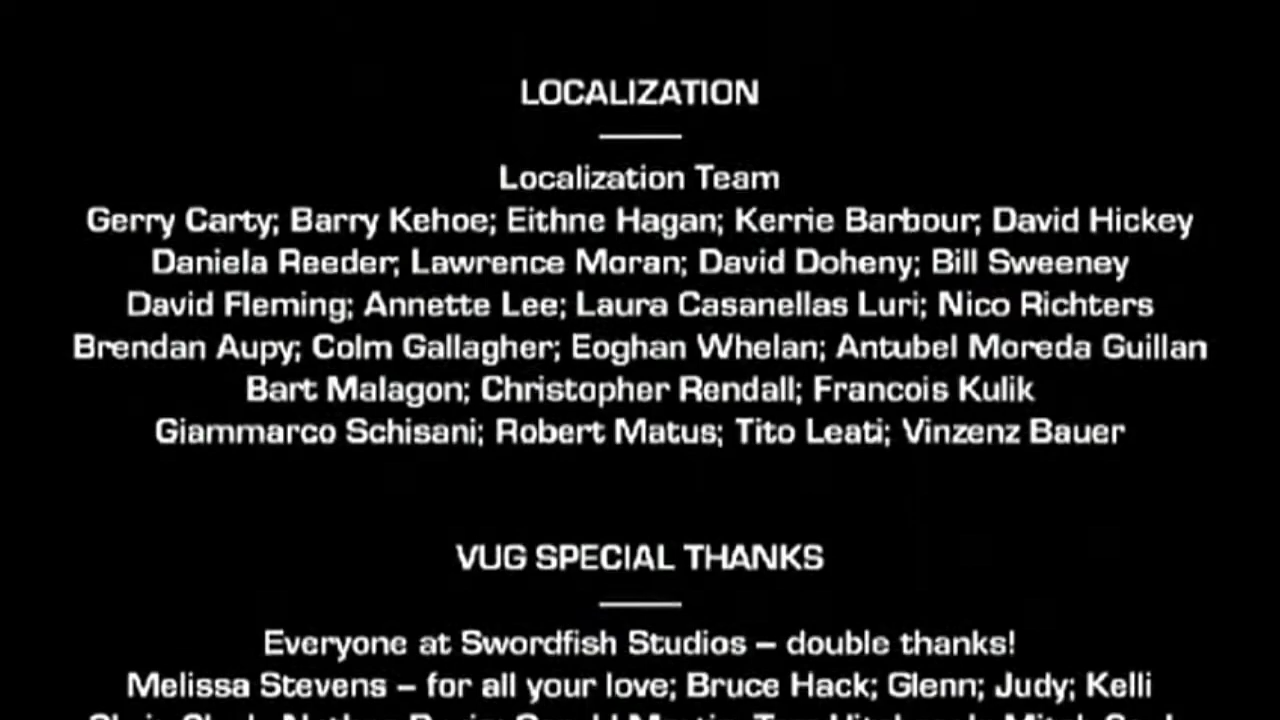 LOCALIZATION
Localization Team
Gerry Carty; Barry Kehoe; Eithne Hagan; Kerrie Barbour; David Hickey
Daniela Reeder; Lawrence Moran; David Doheny; Bill Sweeney
David Fleming; Annette Lee; Laura Casanellas Luri; Nico Richters
Brendan Aupy; Colm Gallagher; Eoghan Whelan; Antubel Moreda Guillan
Bart Malagon; Christopher Rendall; Francois Kulik
Giammarco Schisani; Robert Matus; Tito Leati; Vinzenz Bauer
VUG SPECIAL THANKS
Everyone at Swordfish Studios – double thanks!
Melissa Stevens – for all your love; Bruce Hack; Glenn; Judy; Kelli